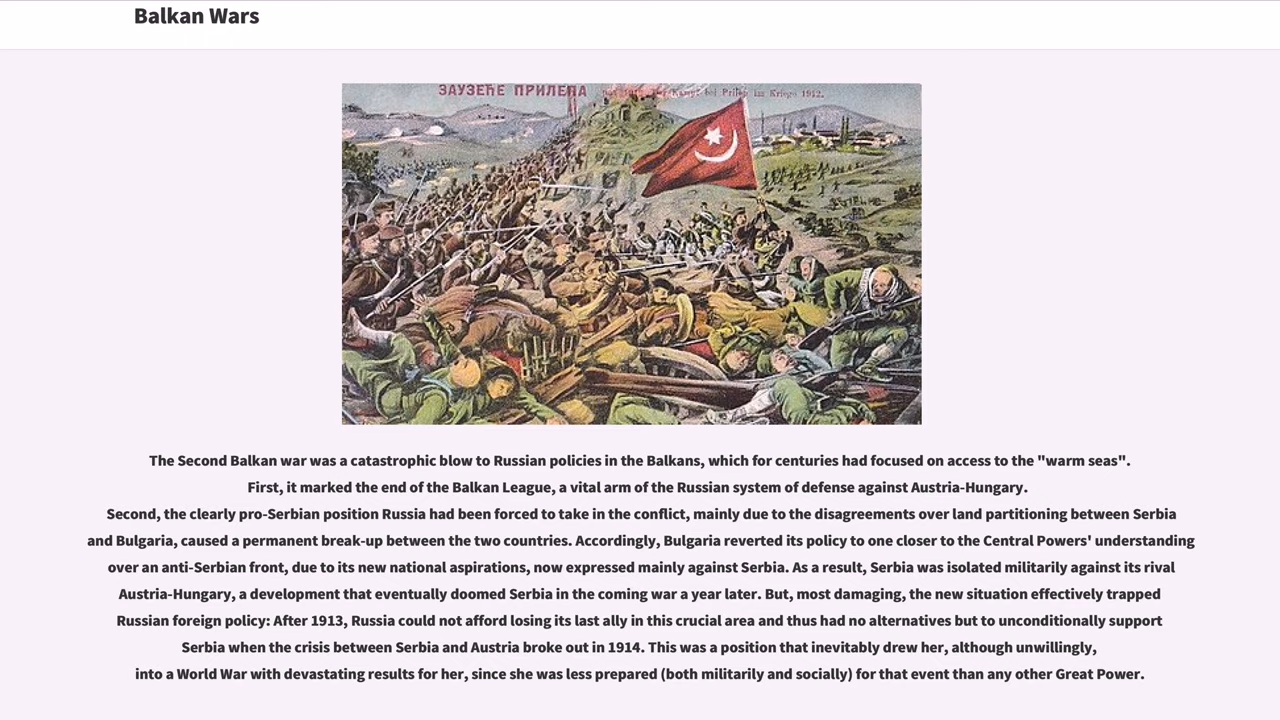 Balkan Wars
ЗАУЗЕЋЕ ПРИЛЕПА Kampf bei Prilep im Kriege 1912.
The Second Balkan war was a catastrophic blow to Russian policies in the Balkans, which for centuries had focused on access to the "warm seas".
First, it marked the end of the Balkan League, a vital arm of the Russian system of defense against Austria-Hungary.
Second, the clearly pro-Serbian position Russia had been forced to take in the conflict, mainly due to the disagreements over land partitioning between Serbia
and Bulgaria, caused a permanent break-up between the two countries. Accordingly, Bulgaria reverted its policy to one closer to the Central Powers' understanding
over an anti-Serbian front, due to its new national aspirations, now expressed mainly against Serbia. As a result, Serbia was isolated militarily against its rival
Austria-Hungary, a development that eventually doomed Serbia in the coming war a year later. But, most damaging, the new situation effectively trapped
Russian foreign policy: After 1913, Russia could not afford losing its last ally in this crucial area and thus had no alternatives but to unconditionally support
Serbia when the crisis between Serbia and Austria broke out in 1914. This was a position that inevitably drew her, although unwillingly,
into a World War with devastating results for her, since she was less prepared (both militarily and socially) for that event than any other Great Power.